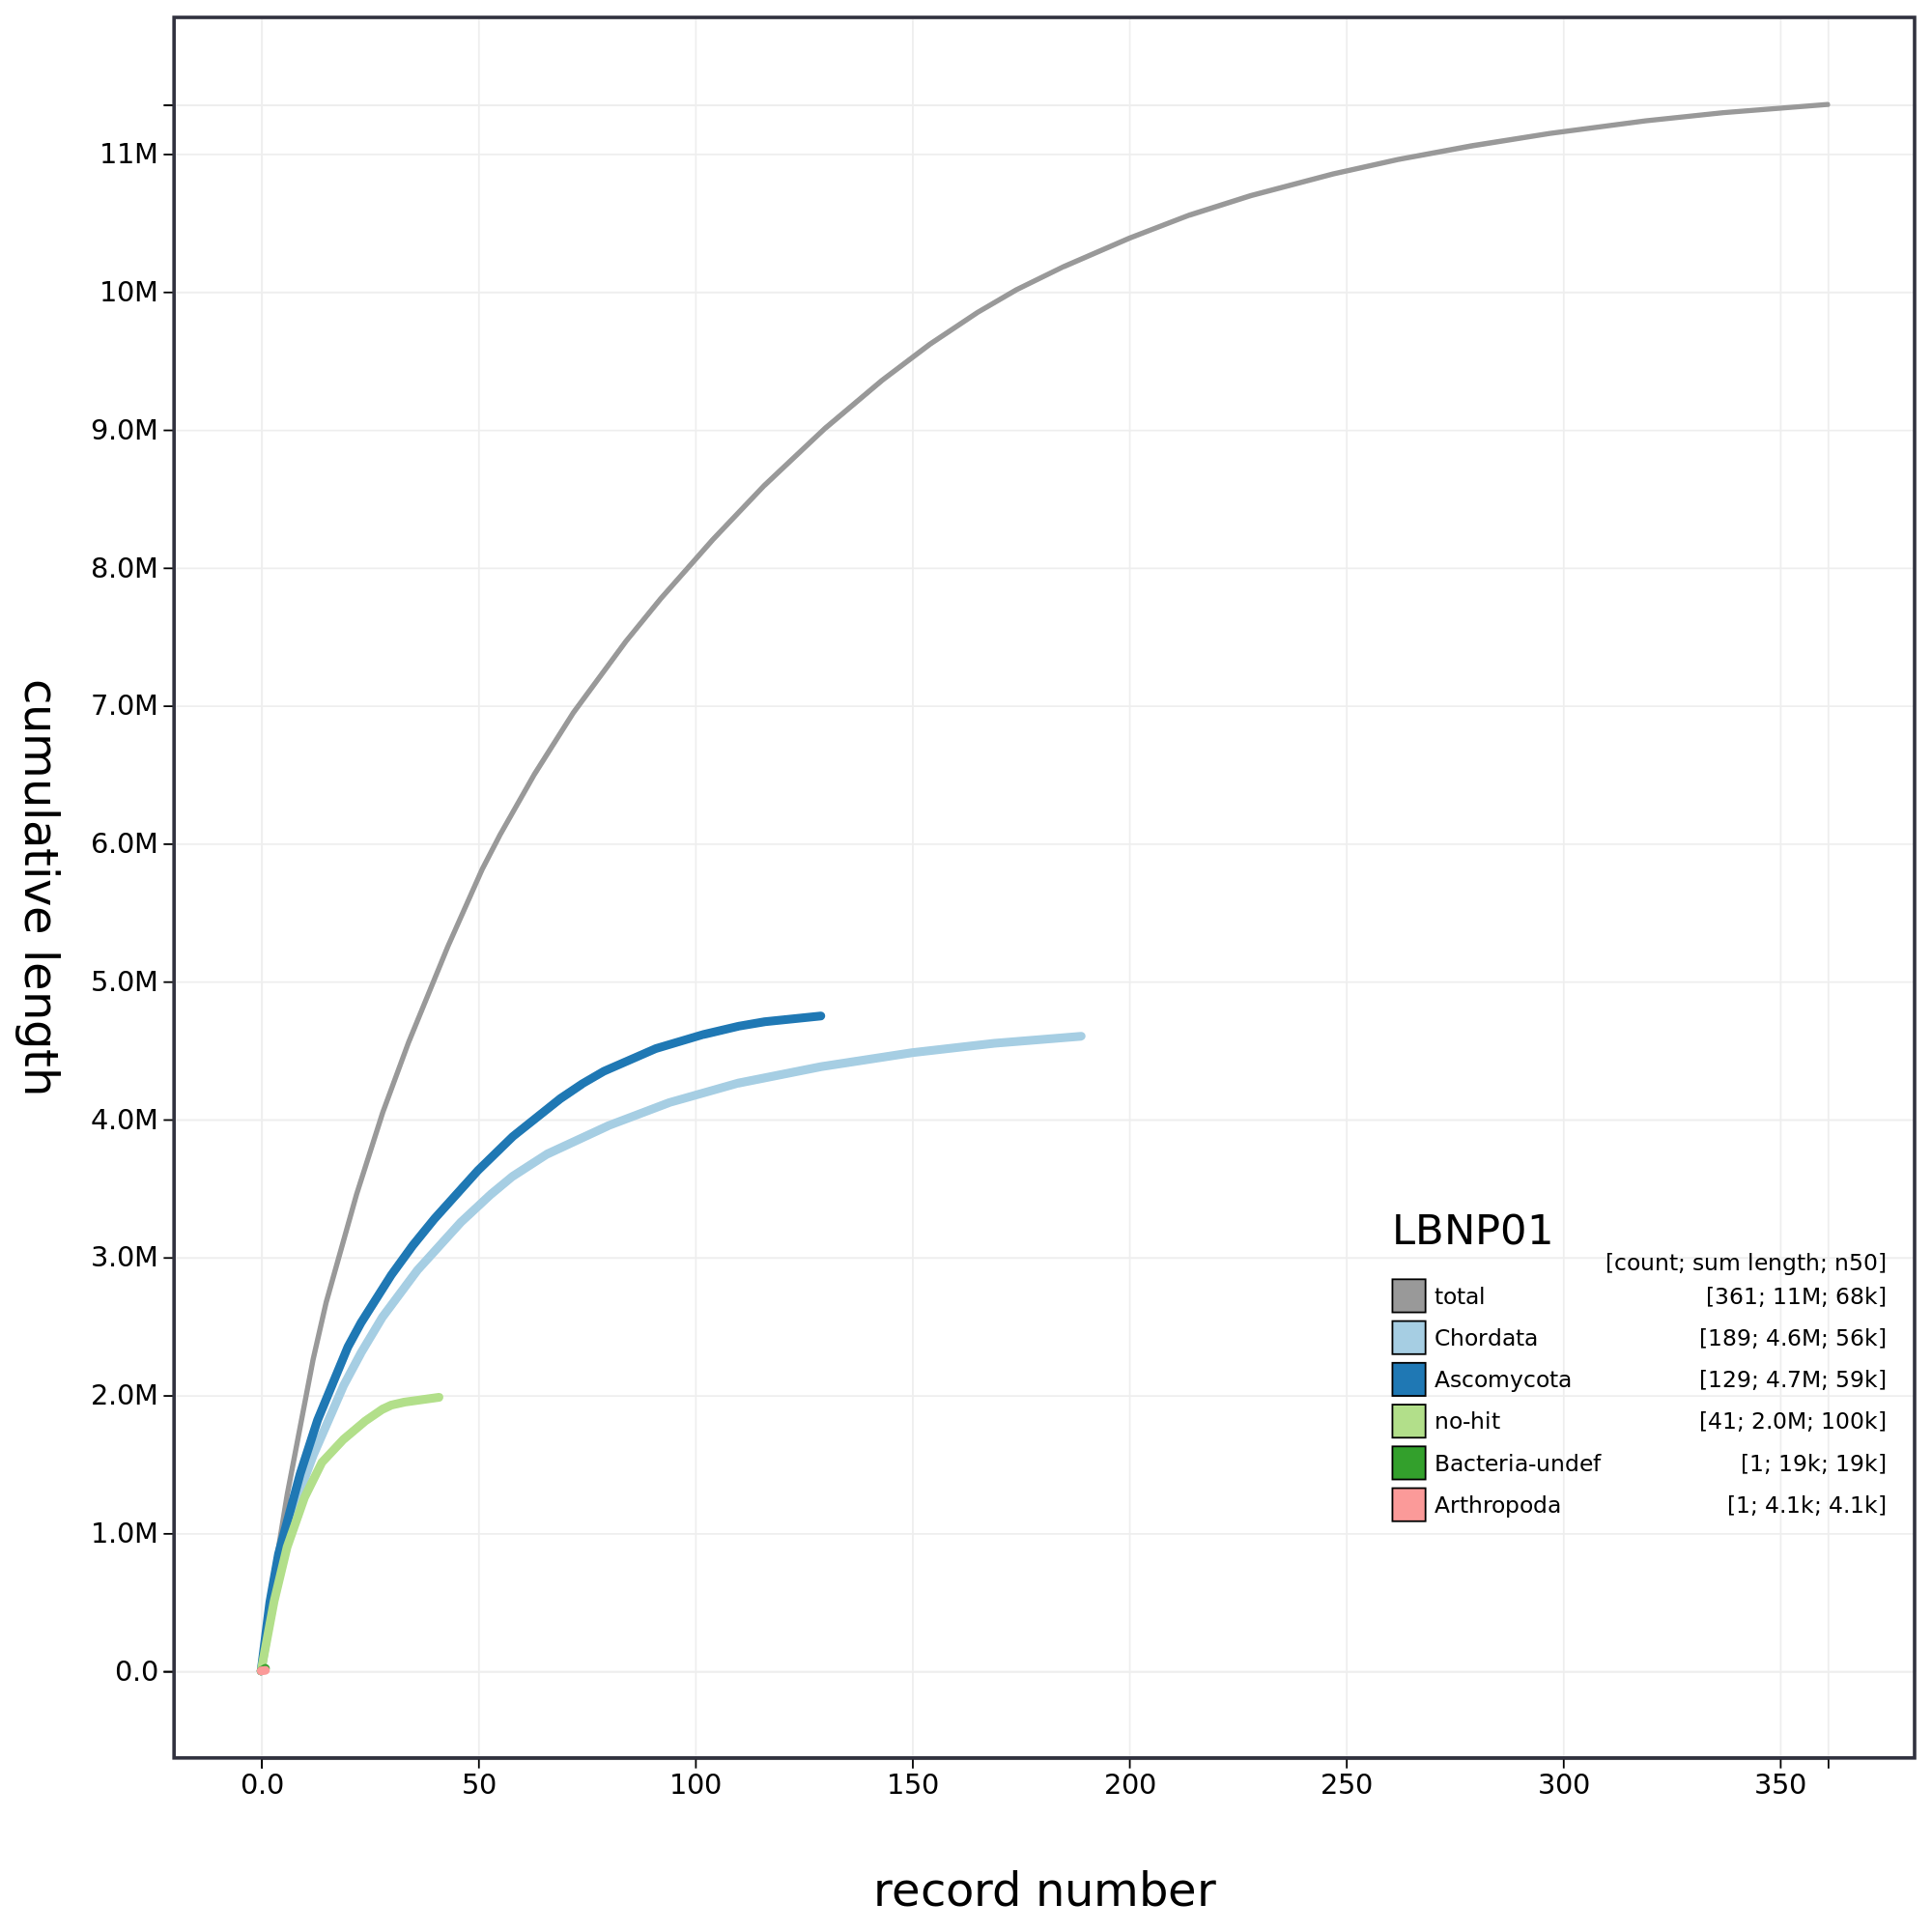 cumulative length
11M
10M
9.0M
8.0M
7.0M
6.0M
5.0M
4.0M
3.0M
2.0M
1.0M
0.0
LBNP01
[count; sum length; n50]
total [361; 11M; 68k]
Chordata [189; 4.6M; 56k]
Ascomycota [129; 4.7M; 59k]
no-hit [41; 2.0M; 100k]
Bacteria-undef [1; 19k; 19k]
Arthropoda [1; 4.1k; 4.1k]
0.0 50 100 150 200 250 300 350
record number